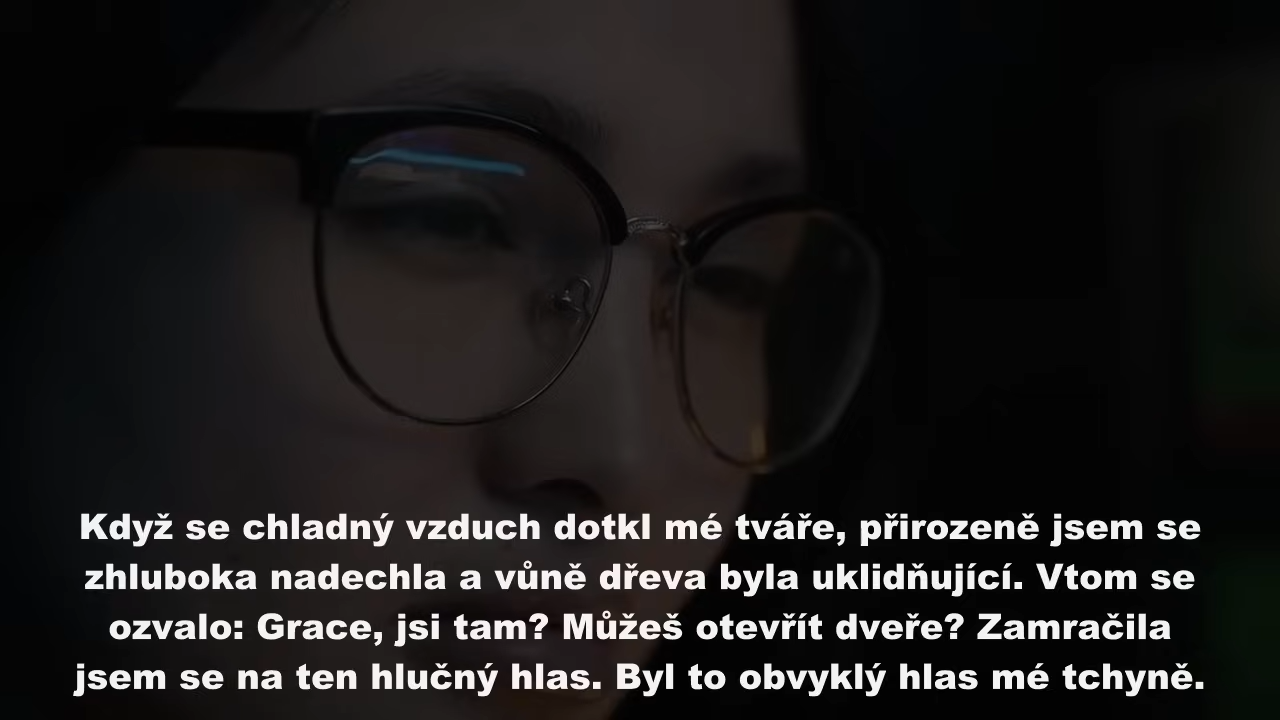 Když se chladný vzduch dotkl mé tváře, přirozeně jsem se
zhluboka nadechla a vůně dřeva byla uklidňující. Vtom se
ozvalo: Grace, jsi tam? Můžeš otevřít dveře? Zamračila
jsem se na ten hlučný hlas. Byl to obvyklý hlas mé tchyně.